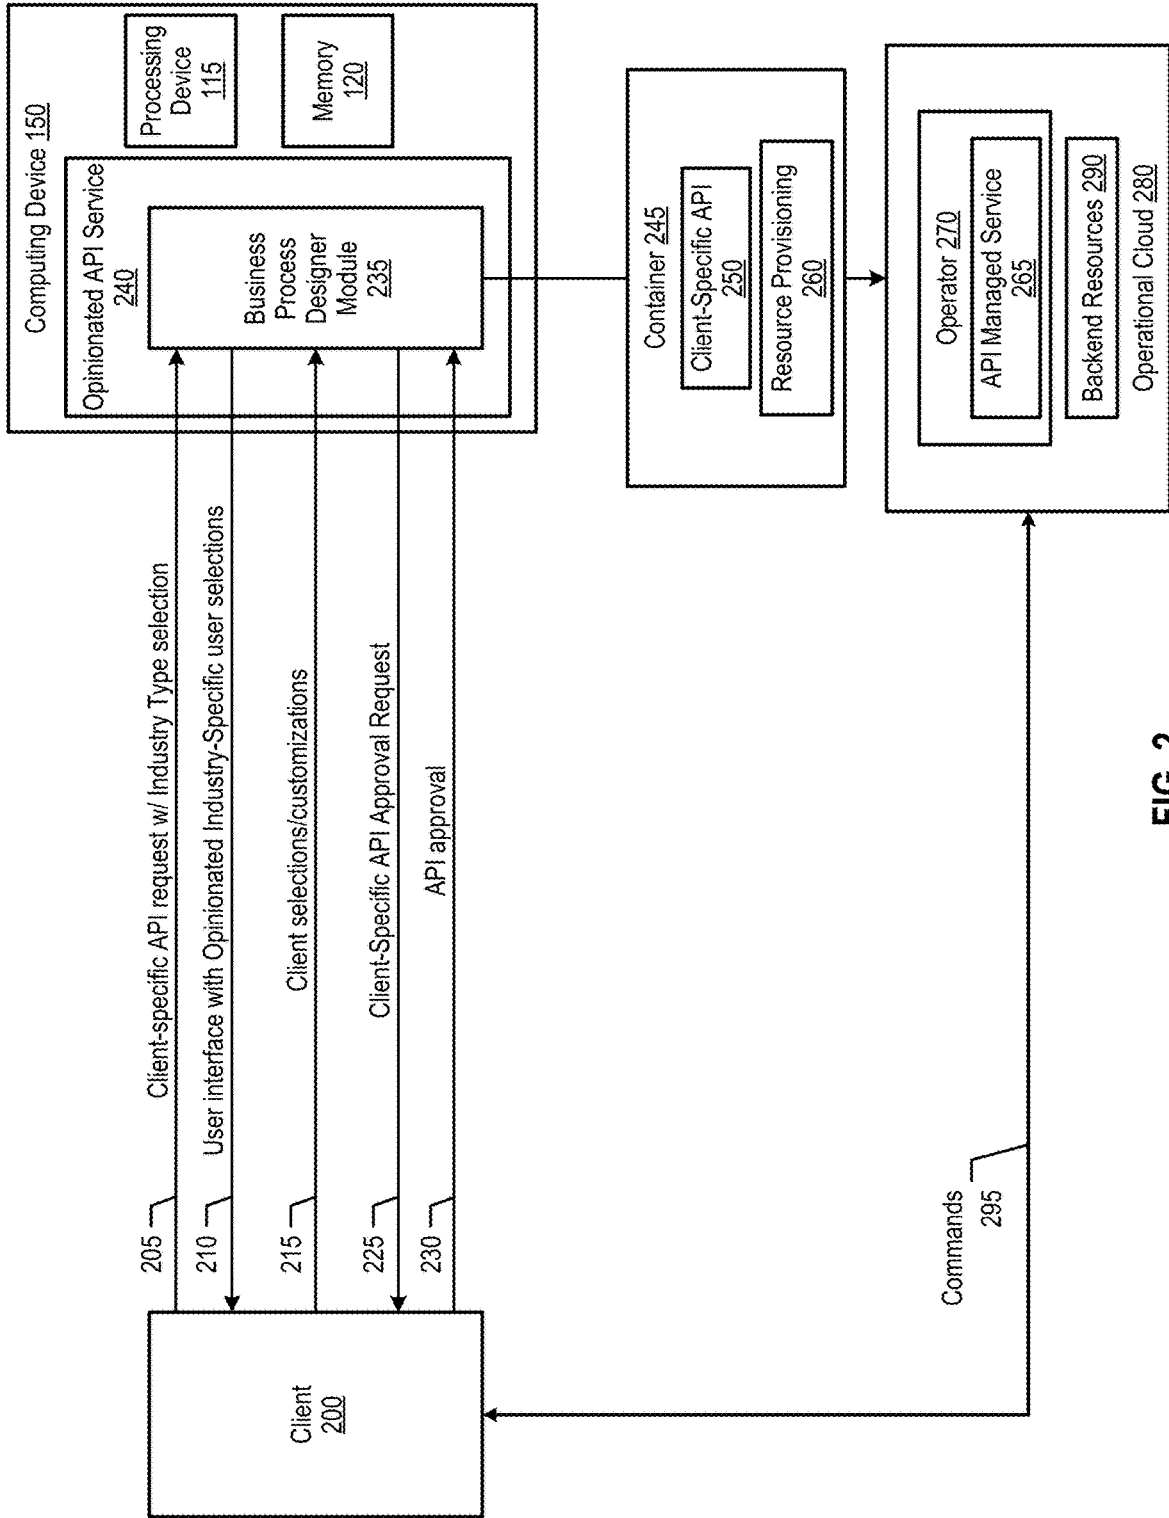 Client
200
205
Client-specific API request w/ Industry Type selection
210
User interface with Opinionated Industry-Specific user selections
215
Client selections/customizations
225
Client-Specific API Approval Request
230
API approval
Commands
295
Computing Device 150
Opinionated API Service
240
Business
Process
Designer
Module
235
Processing
Device
115
Memory
120
Container 245
Client-Specific API
250
Resource Provisioning
260
Operator 270
API Managed Service
265
Backend Resources 290
Operational Cloud 280
FIG. 2